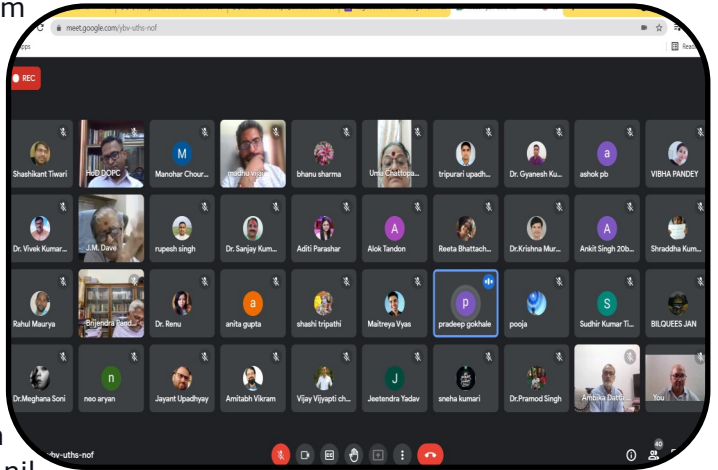 m
meet.google.com/ybv-uths-nof
REC
Shashikant Tiwari
HoD DOPC
Manohar Chour...
M
madhu vijai
bhanu sharma
Uma Chattopa...
tripurari upadh...
Dr. Gyanesh Ku...
a
ashok pb
VIBHA PANDEY
Dr. Vivek Kumar...
J.M. Dave
rupesh singh
Dr. Sanjay Kum...
Aditi Parashar
A
Alok Tandon
Reeta Bhattach...
Dr.Krishna Mur...
A
Ankit Singh 20b...
Shraddha Kum...
Rahul Maurya
Brijendra Pand...
Dr. Renu
a
anita gupta
shashi tripathi
Maitreya Vyas
p
pradeep gokhale
pooja
S
Sudhir Kumar Ti...
BILQUEES JAN
Dr.Meghana Soni
n
neo aryan
Jayant Upadhyay
Amitabh Vikram
Vijay Vijyapti ch...
J
Jeetendra Yadav
sneha kumari
Dr.Pramod Singh
Ambika Datta...
You
ybv-uths-nof
40